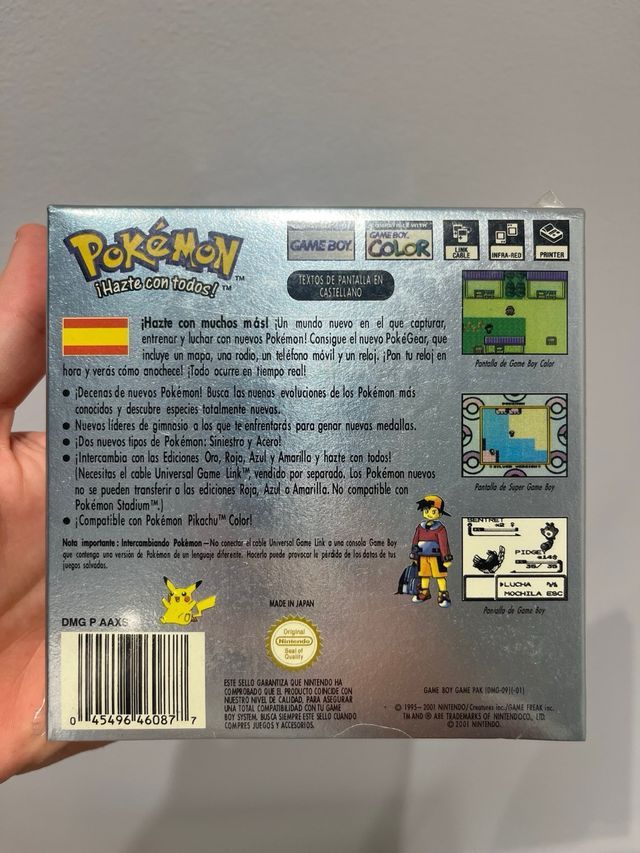 POKéMON™
¡Hazte con todos!™
GAME BOY.
COMPATIBLE WITH
GAME BOY.
COLOR
LINK
CABLE
INFRA-RED
PRINTER
TEXTOS DE PANTALLA EN
CASTELLANO
¡Hazte con muchos más! ¡Un mundo nuevo en el que capturar,
entrenar y luchar con nuevos Pokémon! Consigue el nuevo PokéGear, que
incluye un mapa, una radio, un teléfono móvil y un reloj. ¡Pon tu reloj en
hora y verás cómo anochece! ¡Todo ocurre en tiempo real!
● ¡Decenas de nuevos Pokémon! Busca las nuevas evoluciones de los Pokémon más
conocidos y descubre especies totalmente nuevas.
● Nuevos líderes de gimnasio a los que te enfrentarás para ganar nuevas medallas.
● ¡Dos nuevos tipos de Pokémon: Siniestro y Acero!
● ¡Intercambia con las Ediciones Oro, Roja, Azul y Amarilla y hazte con todos!
(Necesitas el cable Universal Game Link™, vendido por separado. Los Pokémon nuevos
no se pueden transferir a las ediciones Roja, Azul o Amarilla. No compatible con
Pokémon Stadium™.)
● ¡Compatible con Pokémon Pikachu™ Color!
Nota importante: Intercambiando Pokémon – No conectar el cable Universal Game Link a una consola Game Boy
que contenga una versión de Pokémon de un lenguaje diferente. Hacerlo puede provocar la pérdida de los datos de tus
juegos salvados.
Pantalla de Game Boy Color
Pantalla de Super Game Boy
SENTRET
PIDGEY
LUCHA
MOCHILA ESC
Pantalla de Game Boy
DMG P AAXS
0 45496 46087 7
MADE IN JAPAN
Original
Nintendo
Seal of
Quality
ESTE SELLO GARANTIZA QUE NINTENDO HA
COMPROBADO QUE EL PRODUCTO COINCIDE CON
NUESTRO NIVEL DE CALIDAD. PARA ASEGURAR
UNA TOTAL COMPATIBILIDAD CON TU GAME
BOY SYSTEM, BUSCA SIEMPRE ESTE SELLO CUANDO
COMPRES JUEGOS Y ACCESORIOS.
GAME BOY GAME PAK (DMG-09)(-01)
© 1995–2001 NINTENDO/Creatures inc./GAME FREAK inc.
TM AND ® ARE TRADEMARKS OF NINTENDO CO., LTD.
© 2001 NINTENDO.